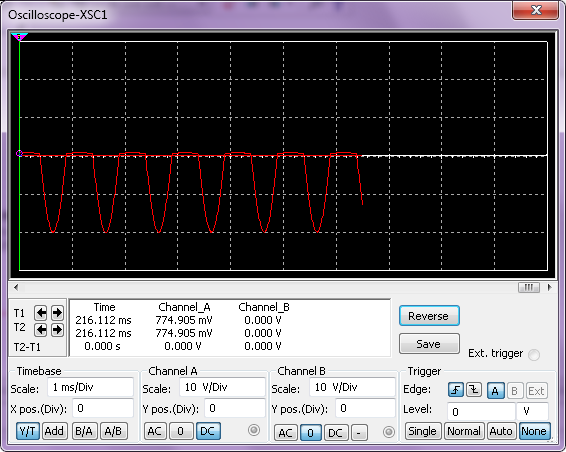 Oscilloscope-XSC1
Time Channel_A Channel_B
T1 216.112 ms 774.905 mV 0.000 V
T2 216.112 ms 774.905 mV 0.000 V
T2-T1 0.000 s 0.000 V 0.000 V
Reverse
Save
Ext. trigger
Timebase Channel A Channel B Trigger
Scale: 1 ms/Div Scale: 10 V/Div Scale: 10 V/Div Edge: A B Ext
X pos.(Div): 0 Y pos.(Div): 0 Y pos.(Div): 0 Level: 0 V
Y/T Add B/A A/B AC 0 DC AC 0 DC - Single Normal Auto None